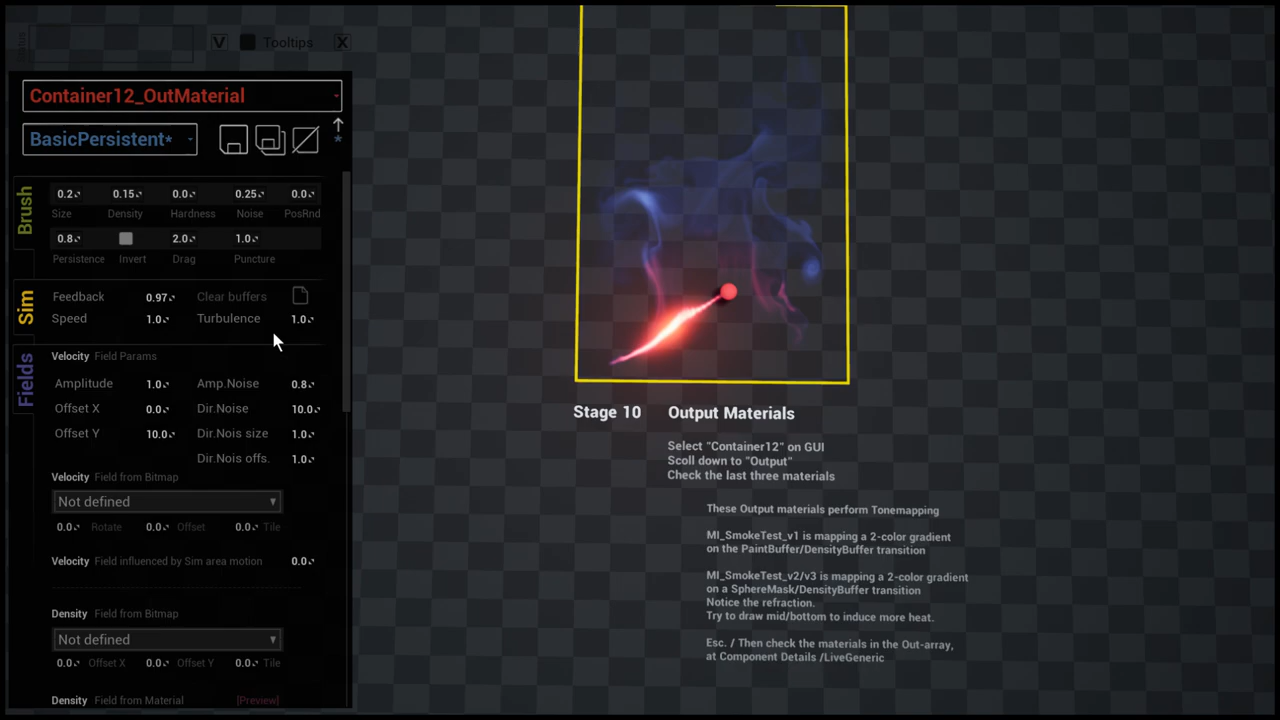 V Tooltips X
Container12_OutMaterial
BasicPersistent*
*
Brush
0.2 0.15 0.0 0.25 0.0
Size Density Hardness Noise PosRnd
0.8 2.0 1.0
Persistence Invert Drag Puncture
Sim
Feedback 0.97 Clear buffers
Speed 1.0 Turbulence 1.0
Fields
Velocity Field Params
Amplitude 1.0 Amp.Noise 0.8
Offset X 0.0 Dir.Noise 10.0
Offset Y 10.0 Dir.Nois size 1.0
Dir.Nois offs. 1.0
Velocity Field from Bitmap
Not defined
0.0 Rotate 0.0 Offset 0.0 Tile
Velocity Field influenced by Sim area motion 0.0
Density Field from Bitmap
Not defined
0.0 Offset X 0.0 Offset Y 0.0 Tile
Density Field from Material [Preview]
Stage 10 Output Materials
Select "Container12" on GUI
Scoll down to "Output"
Check the last three materials
These Output materials perform Tonemapping
MI_SmokeTest_v1 is mapping a 2-color gradient
on the PaintBuffer/DensityBuffer transition
MI_SmokeTest_v2/v3 is mapping a 2-color gradient
on a SphereMask/DensityBuffer transition
Notice the refraction.
Try to draw mid/bottom to induce more heat.
Esc. / Then check the materials in the Out-array,
at Component Details /LiveGeneric